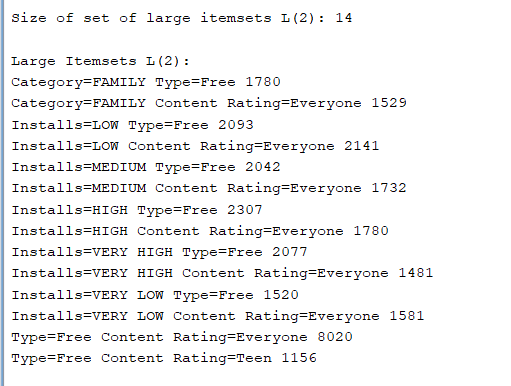 Size of set of large itemsets L(2): 14
Large Itemsets L(2):
Category=FAMILY Type=Free 1780
Category=FAMILY Content Rating=Everyone 1529
Installs=LOW Type=Free 2093
Installs=LOW Content Rating=Everyone 2141
Installs=MEDIUM Type=Free 2042
Installs=MEDIUM Content Rating=Everyone 1732
Installs=HIGH Type=Free 2307
Installs=HIGH Content Rating=Everyone 1780
Installs=VERY HIGH Type=Free 2077
Installs=VERY HIGH Content Rating=Everyone 1481
Installs=VERY LOW Type=Free 1520
Installs=VERY LOW Content Rating=Everyone 1581
Type=Free Content Rating=Everyone 8020
Type=Free Content Rating=Teen 1156